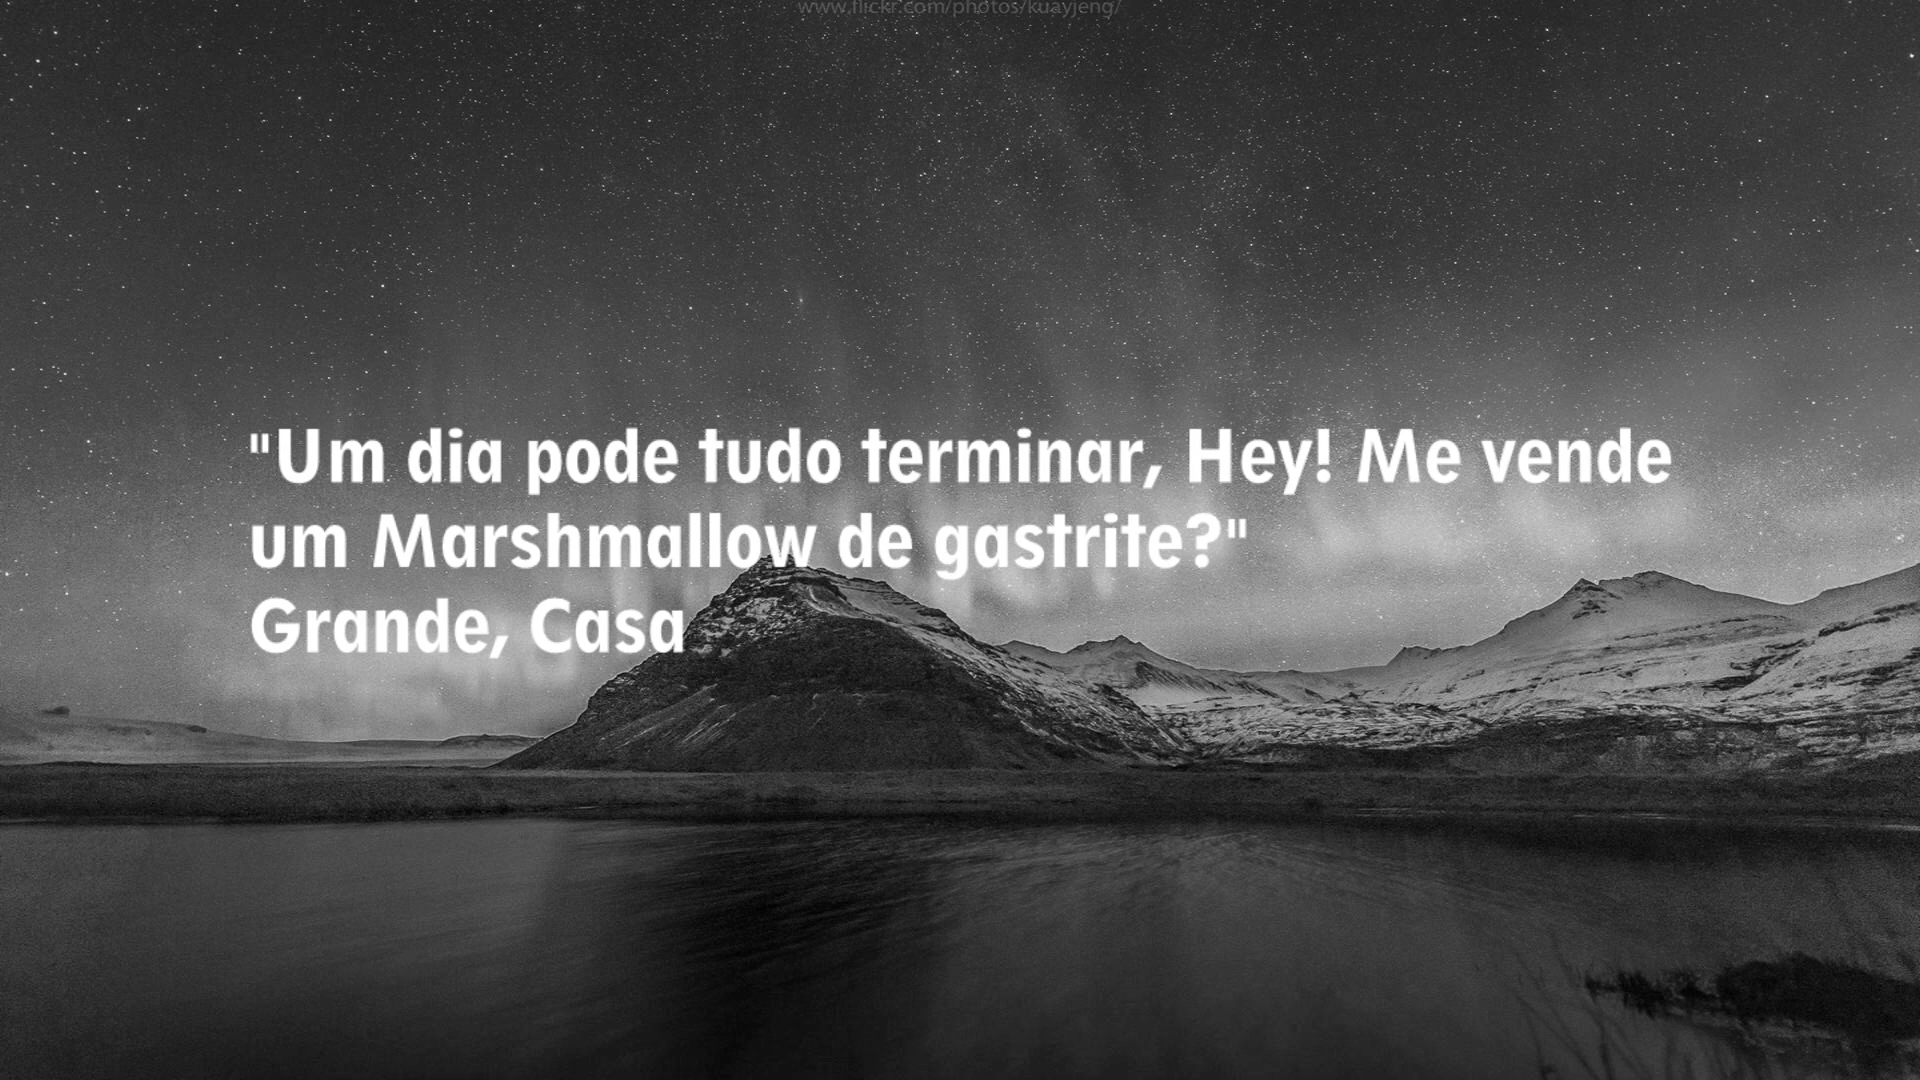 www.flickr.com/photos/kuayjeng/
"Um dia pode tudo terminar, Hey! Me vende
um Marshmallow de gastrite?"
Grande, Casa